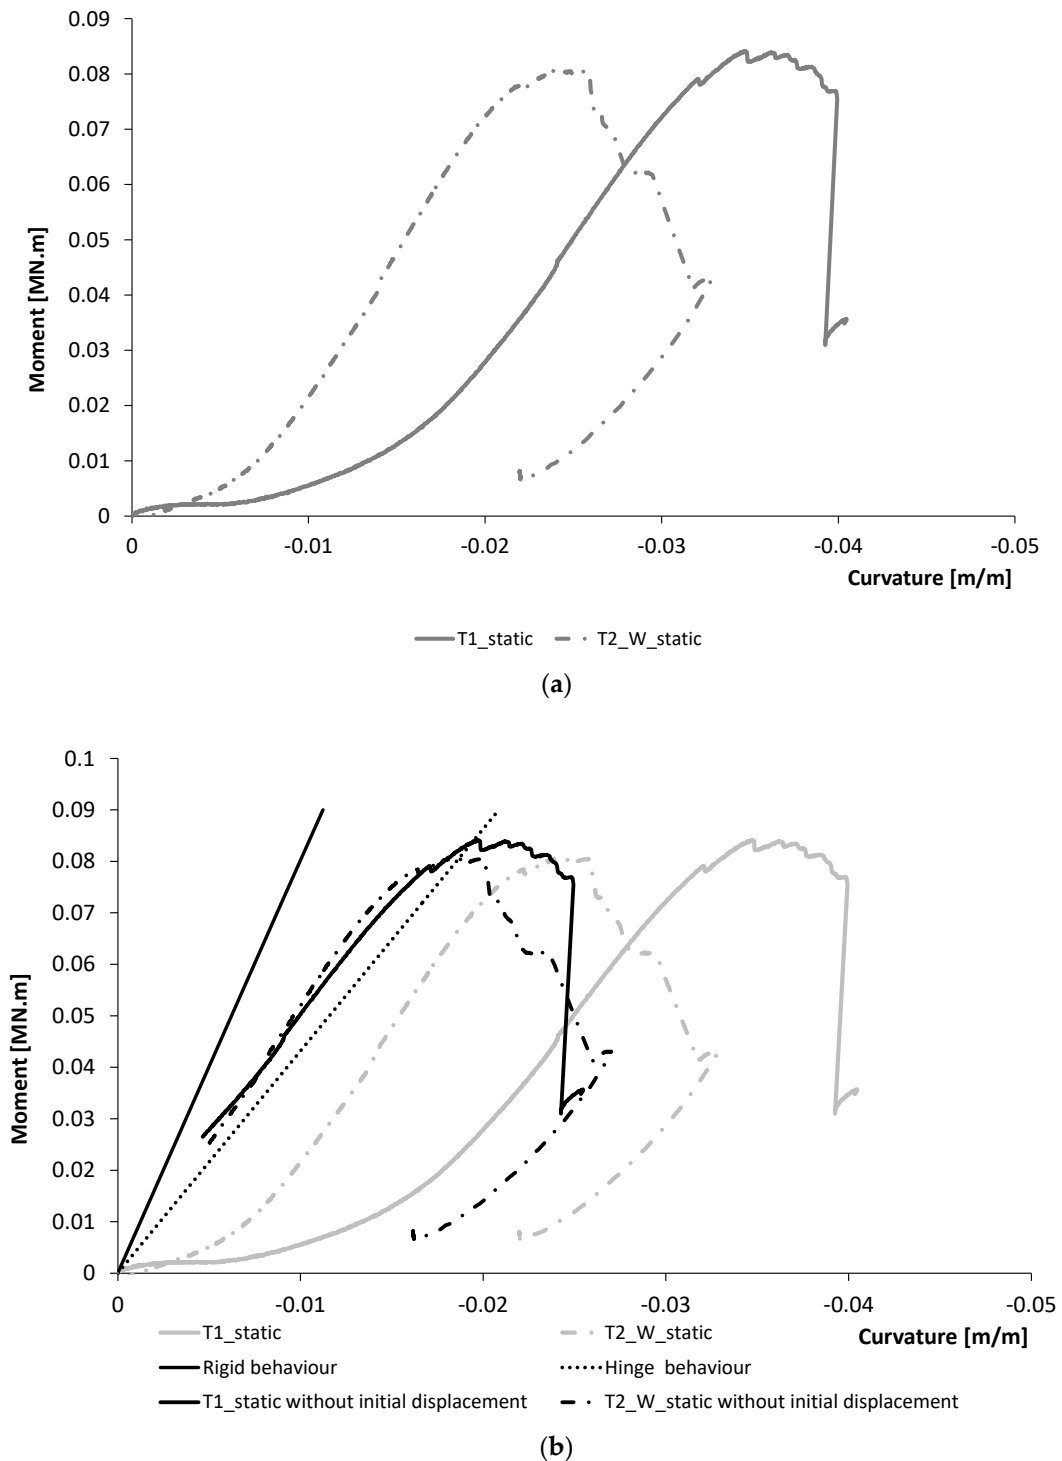 0.09
0.08
0.07
0.06
0.05
0.04
0.03
0.02
0.01
0
Moment [MN.m]
0 -0.01 -0.02 -0.03 -0.04 -0.05
Curvature [m/m]
T1_static T2_W_static
(a)
0.1
0.09
0.08
0.07
0.06
0.05
0.04
0.03
0.02
0.01
0
Moment [MN.m]
0 -0.01 -0.02 -0.03 -0.04 -0.05
T1_static T2_W_static
Curvature [m/m]
Rigid behaviour Hinge behaviour
T1_static without initial displacement T2_W_static without initial displacement
(b)